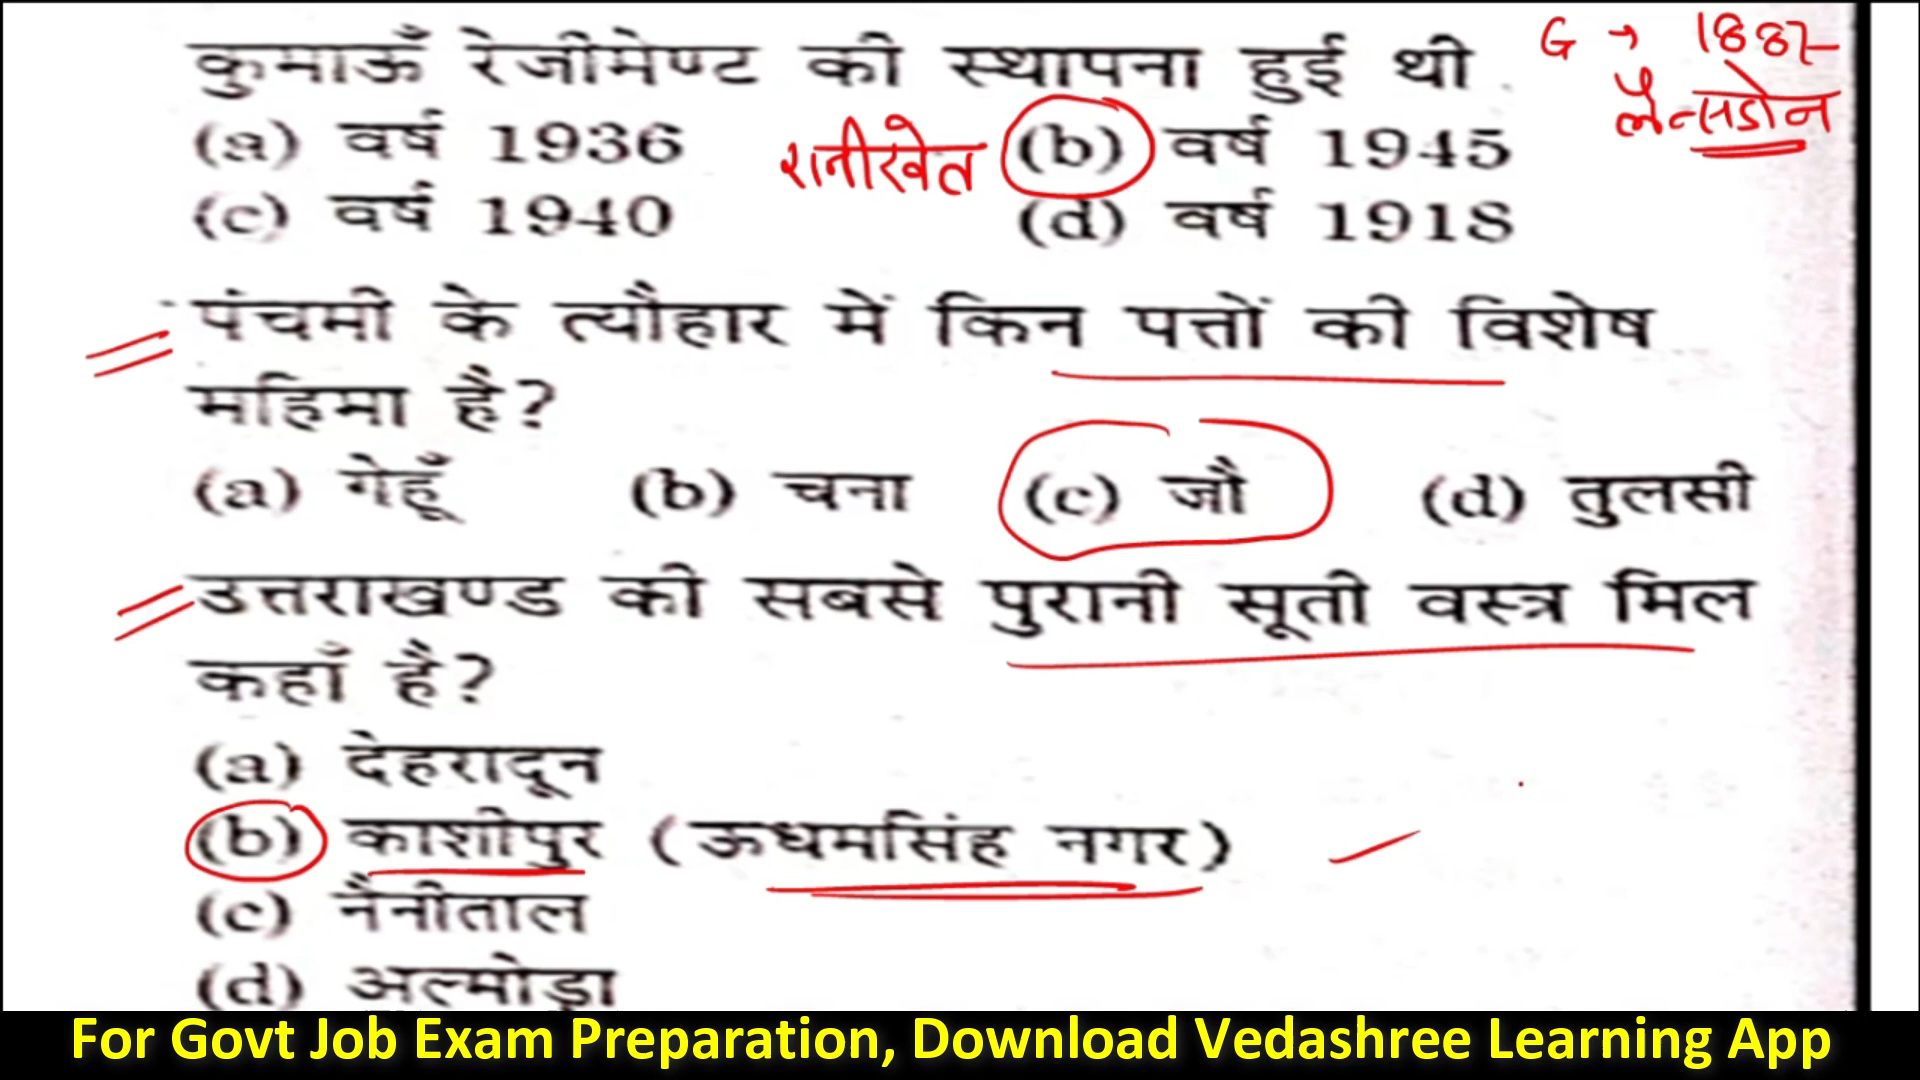 कुमाऊँ रेजीमेण्ट की स्थापना हुई थी G → 1887
लैन्सडोन
(a) वर्ष 1936 रानीखेत (b) वर्ष 1945
(c) वर्ष 1940 (d) वर्ष 1918
पंचमी के त्यौहार में किन पत्तों की विशेष
महिमा है?
(a) गेहूँ (b) चना (c) जौ (d) तुलसी
उत्तराखण्ड की सबसे पुरानी सूती वस्त्र मिल
कहाँ है?
(a) देहरादून
(b) काशीपुर (ऊधमसिंह नगर)
(c) नैनीताल
(d) अल्मोड़ा
For Govt Job Exam Preparation, Download Vedashree Learning App